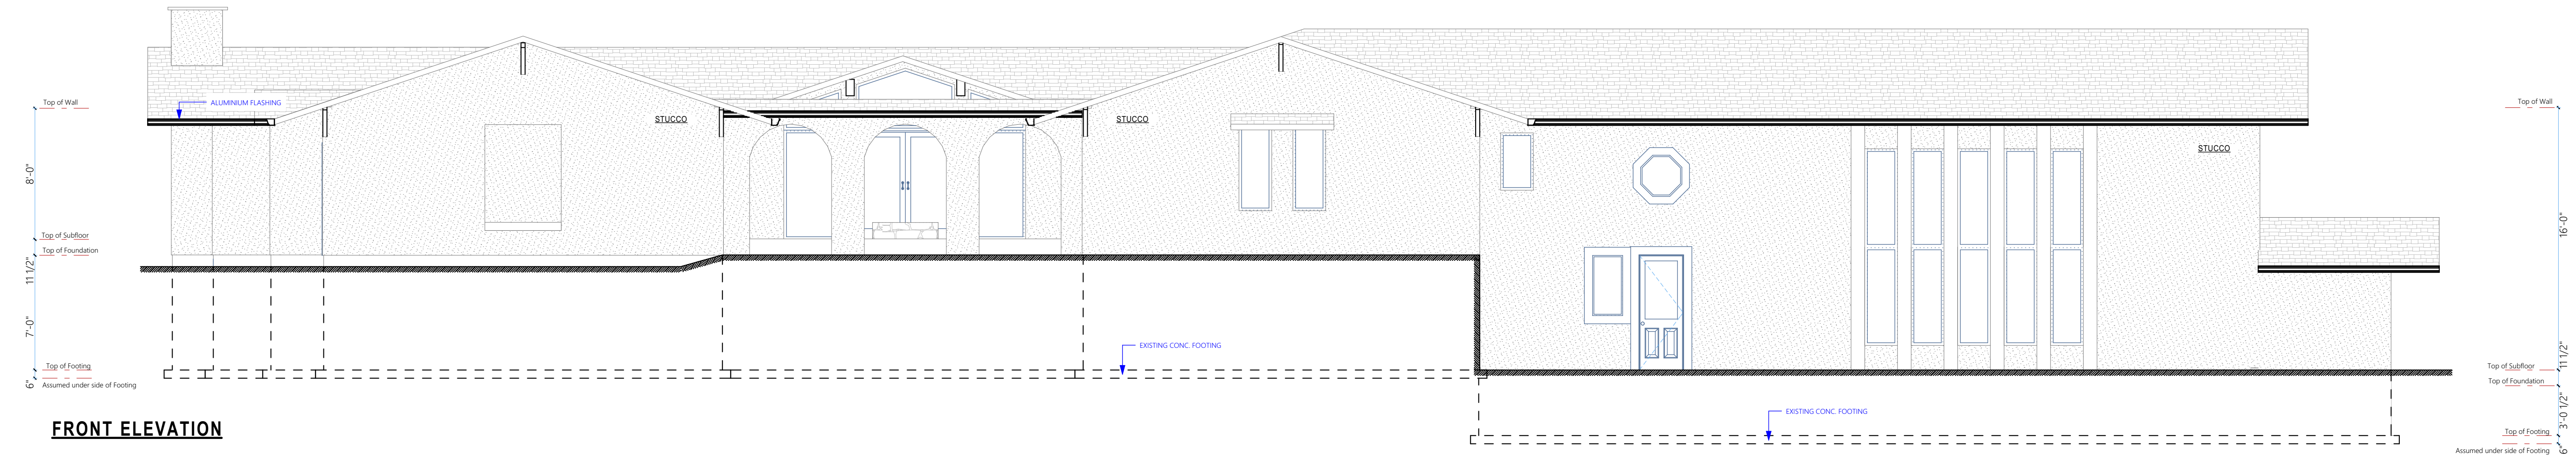 Top of Wall
ALUMINIUM FLASHING
8'-0"
Top of Subfloor
Top of Foundation
11 1/2"
7'-0"
Top of Footing
Assumed under side of Footing
6"
STUCCO
STUCCO
STUCCO
EXISTING CONC. FOOTING
EXISTING CONC. FOOTING
Top of Wall
16'-0"
11 1/2"
Top of Subfloor
Top of Foundation
3'-0 1/2"
Top of Footing
Assumed under side of Footing
6"
FRONT ELEVATION